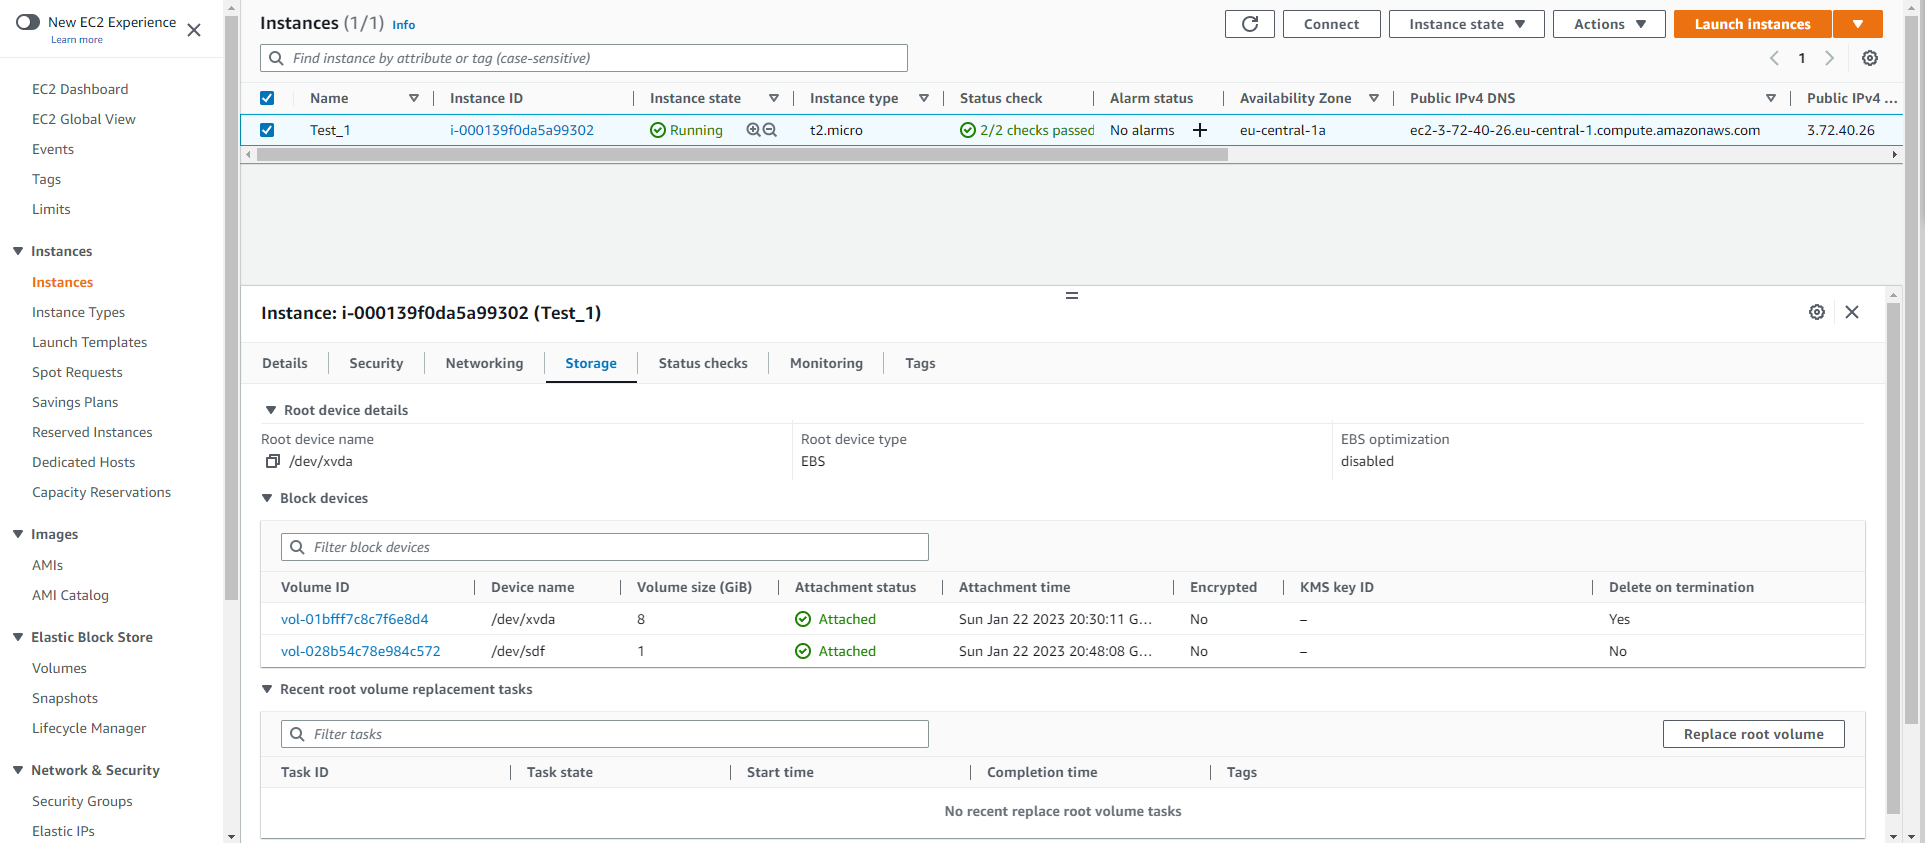 New EC2 Experience
Learn more
EC2 Dashboard
EC2 Global View
Events
Tags
Limits
Instances
Instances
Instance Types
Launch Templates
Spot Requests
Savings Plans
Reserved Instances
Dedicated Hosts
Capacity Reservations
Images
AMIs
AMI Catalog
Elastic Block Store
Volumes
Snapshots
Lifecycle Manager
Network & Security
Security Groups
Elastic IPs
Instances (1/1) Info
Connect Instance state Actions Launch instances
Find instance by attribute or tag (case-sensitive)
1
Name Instance ID Instance state Instance type Status check Alarm status Availability Zone Public IPv4 DNS Public IPv4 ...
Test_1 i-000139f0da5a99302 Running t2.micro 2/2 checks passed No alarms + eu-central-1a ec2-3-72-40-26.eu-central-1.compute.amazonaws.com 3.72.40.26
Instance: i-000139f0da5a99302 (Test_1)
Details Security Networking Storage Status checks Monitoring Tags
Root device details
Root device name Root device type EBS optimization
/dev/xvda EBS disabled
Block devices
Filter block devices
Volume ID Device name Volume size (GiB) Attachment status Attachment time Encrypted KMS key ID Delete on termination
vol-01bfff7c8c7f6e8d4 /dev/xvda 8 Attached Sun Jan 22 2023 20:30:11 G... No – Yes
vol-028b54c78e984c572 /dev/sdf 1 Attached Sun Jan 22 2023 20:48:08 G... No – No
Recent root volume replacement tasks
Filter tasks
Replace root volume
Task ID Task state Start time Completion time Tags
No recent replace root volume tasks